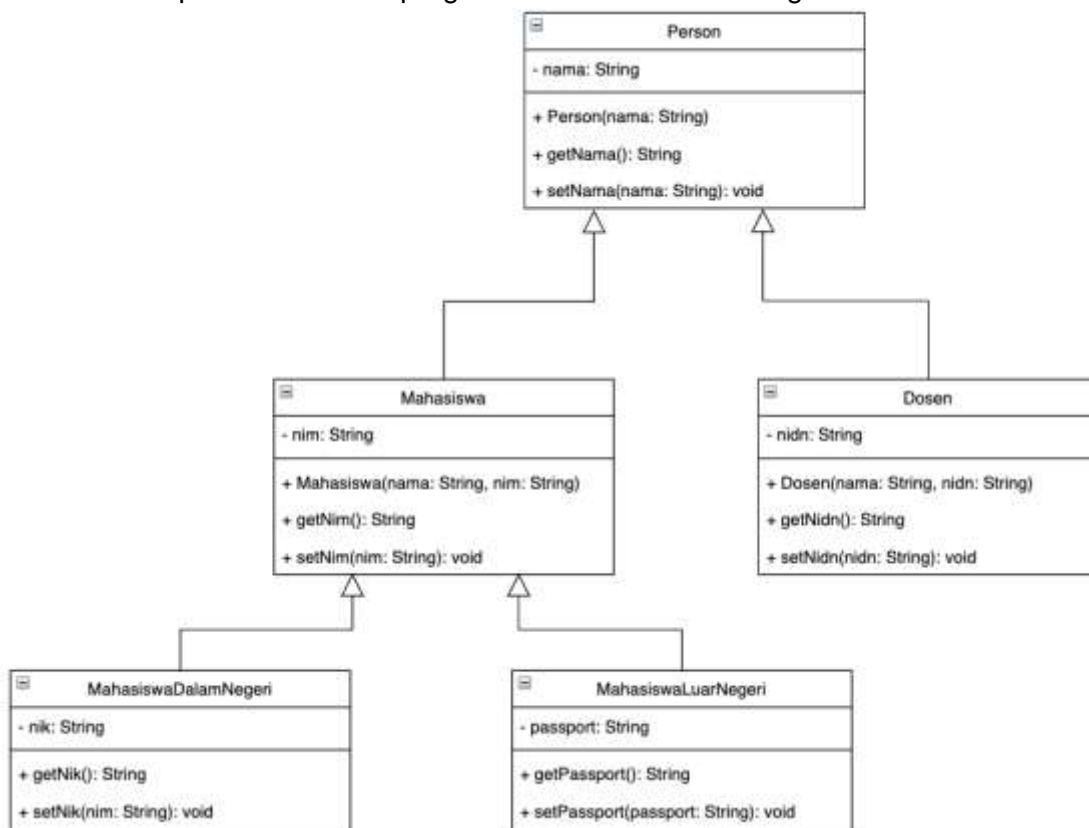 Person
- nama: String
+ Person(nama: String)
+ getNama(): String
+ setNama(nama: String): void
Mahasiswa
- nim: String
+ Mahasiswa(nama: String, nim: String)
+ getNim(): String
+ setNim(nim: String): void
Dosen
- nidn: String
+ Dosen(nama: String, nidn: String)
+ getNidn(): String
+ setNidn(nidn: String): void
MahasiswaDalamNegeri
- nik: String
+ getNik(): String
+ setNik(nim: String): void
MahasiswaLuarNegeri
- passport: String
+ getPassport(): String
+ setPassport(passport: String): void